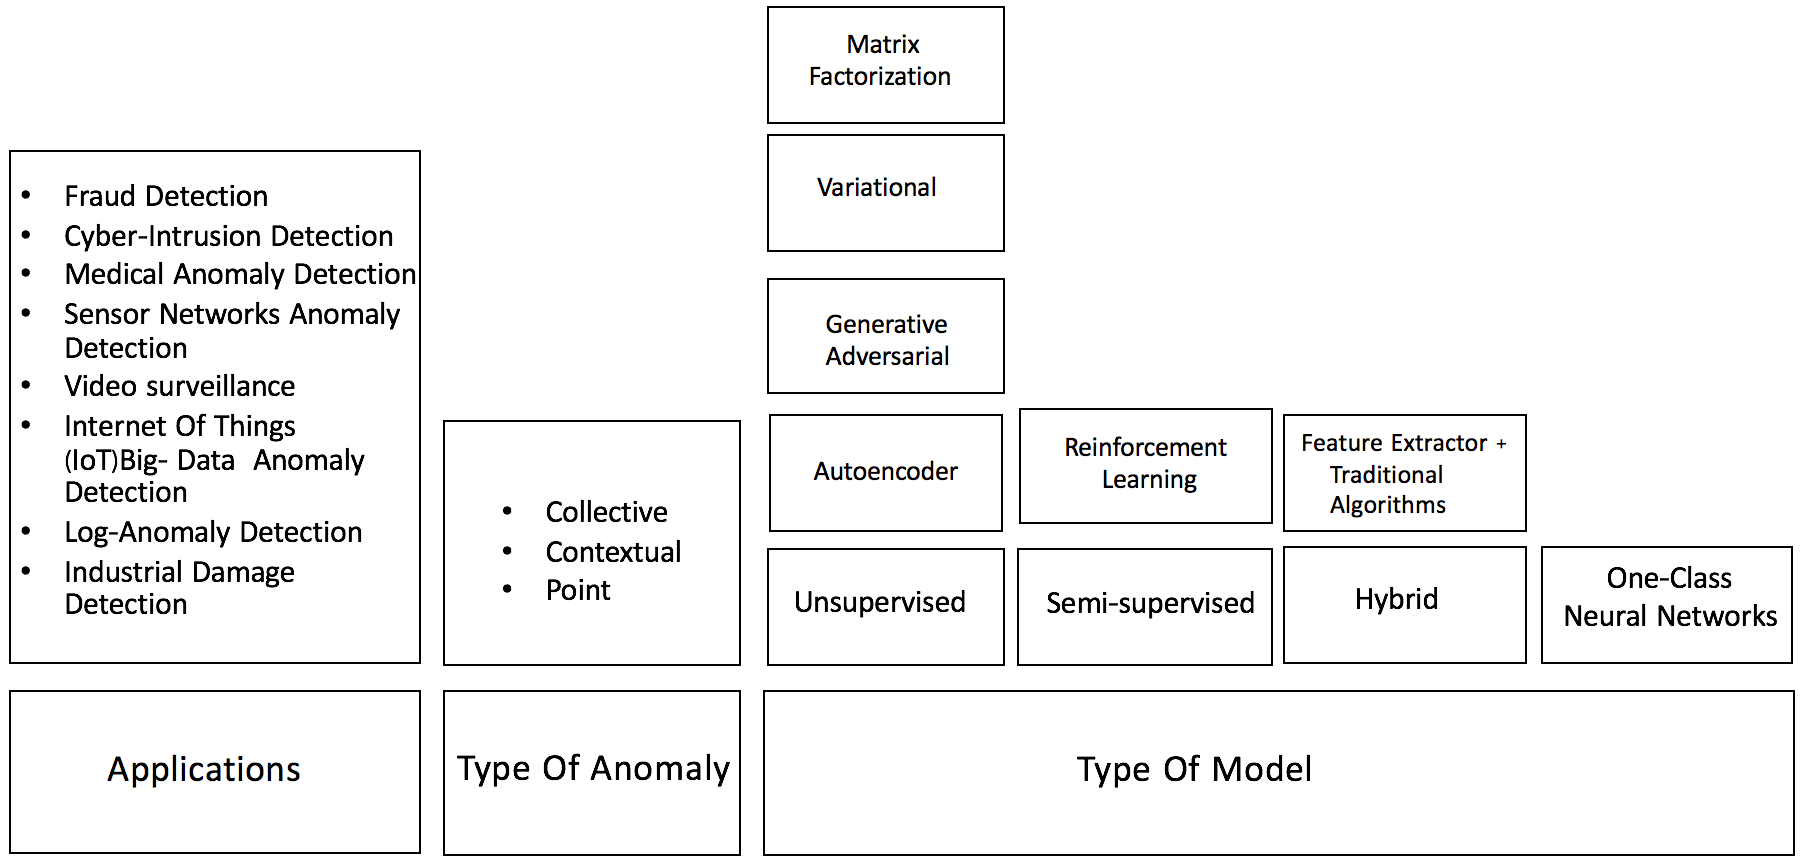 Matrix
Factorization
Variational
Generative
Adversarial
• Fraud Detection
• Cyber-Intrusion Detection
• Medical Anomaly Detection
• Sensor Networks Anomaly
Detection
• Video surveillance
• Internet Of Things
(IoT)Big- Data  Anomaly
Detection
• Log-Anomaly Detection
• Industrial Damage
Detection
• Collective
• Contextual
• Point
Autoencoder
Reinforcement
Learning
Feature Extractor +
Traditional
Algorithms
Unsupervised
Semi-supervised
Hybrid
One-Class
Neural Networks
Applications
Type Of Anomaly
Type Of Model